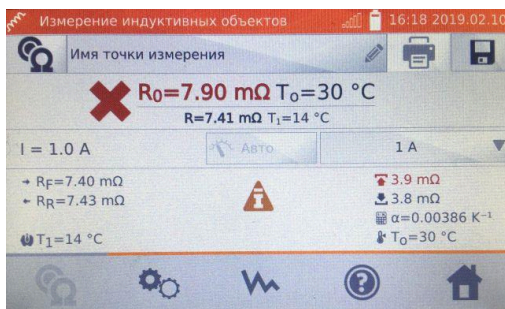 Измерение индуктивных объектов 16:18 2019.02.10
Имя точки измерения
R0=7.90 mΩ To=30 °C
R=7.41 mΩ T1=14 °C
I = 1.0 A Авто 1 A
→ RF=7.40 mΩ 3.9 mΩ
← RR=7.43 mΩ 3.8 mΩ
α=0.00386 K⁻¹
T1=14 °C To=30 °C